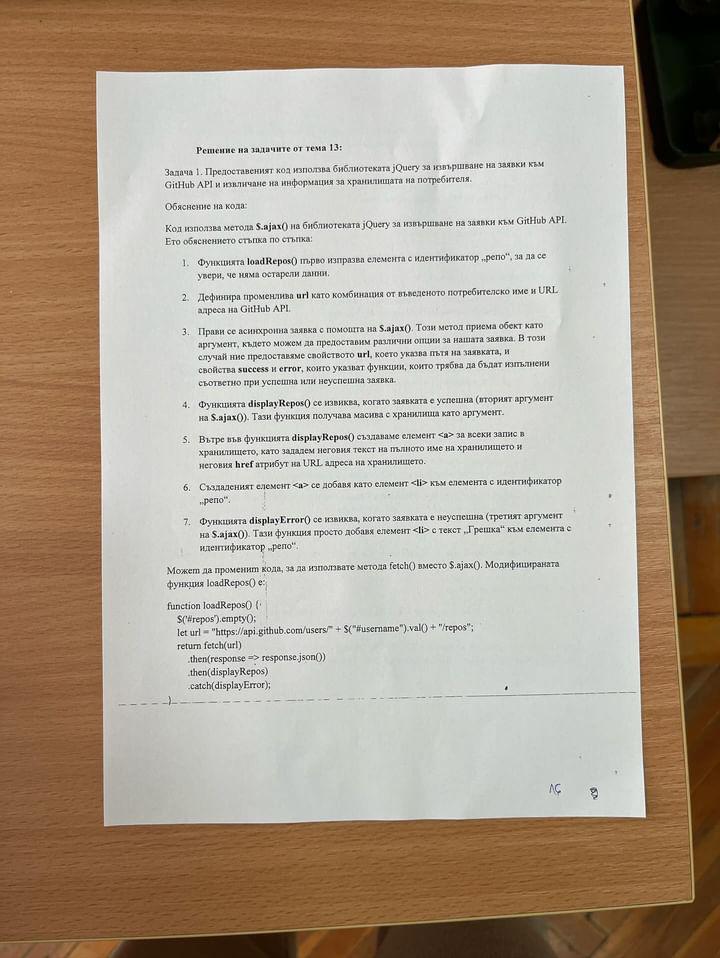 Решение на задачите от тема 13:
Задача 1. Предоставеният код използва библиотеката jQuery за извършване на заявки към
GitHub API и извличане на информация за хранилищата на потребителя.
Обяснение на кода:
Код използва метода $.ajax() на библиотеката jQuery за извършване на заявки към GitHub API.
Ето обяснението стъпка по стъпка:
1. Функцията loadRepos() първо изпразва елемента с идентификатор „репо“, за да се
увери, че няма остарели данни.
2. Дефинира променлива url като комбинация от въведеното потребителско име и URL
адреса на GitHub API.
3. Прави се асинхронна заявка с помошта на $.ajax(). Този метод приема обект като
аргумент, където можем да предоставим различни опции за нашата заявка. В този
случай ние предоставяме свойството url, което указва пътя на заявката, и
свойства success и error, които указват функции, които трябва да бъдат изпълнени
съответно при успешна или неуспешна заявка.
4. Функцията displayRepos() се извиква, когато заявката е успешна (вторият аргумент
на $.ajax()). Тази функция получава масива с хранилища като аргумент.
5. Вътре във функцията displayRepos() създаваме елемент <a> за всеки запис в
хранилището, като зададем неговия текст на пълното име на хранилището и
неговия href атрибут на URL адреса на хранилището.
6. Създаденият елемент <a> се добавя като елемент <li> към елемента с идентификатор
„репо“.
7. Функцията displayError() се извиква, когато заявката е неуспешна (третият аргумент
на $.ajax()). Тази функция просто добавя елемент <li> с текст „Грешка“ към елемента с
идентификатор „репо“.
Можем да променим кода, за да използвате метода fetch() вместо $.ajax(). Модифицираната
функция loadRepos() е:
function loadRepos() {
$('#repos').empty();
let url = "https://api.github.com/users/" + $("#username").val() + "/repos";
return fetch(url)
.then(response => response.json())
.then(displayRepos)
.catch(displayError);
}